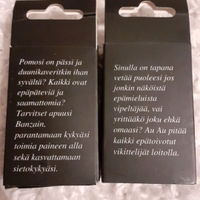 Pomosi on pässi ja
duunikaveritkin ihan
syvältä? Kaikki ovat
epäpäteviä ja
saamattomia?
Tarvitset apuusi
Banzain,
parantamaan kykyäsi
toimia paineen alla
sekä kasvattamaan
sietokykyäsi.
Sinulla on tapana
vetää puoleesi jos
jonkin näköistä
epämieluista
vipeltäjää, vai
yrittääkö joku ehkä
omaasi? Au Au pitää
kaikki epätoivotut
vikittelijät loitolla.